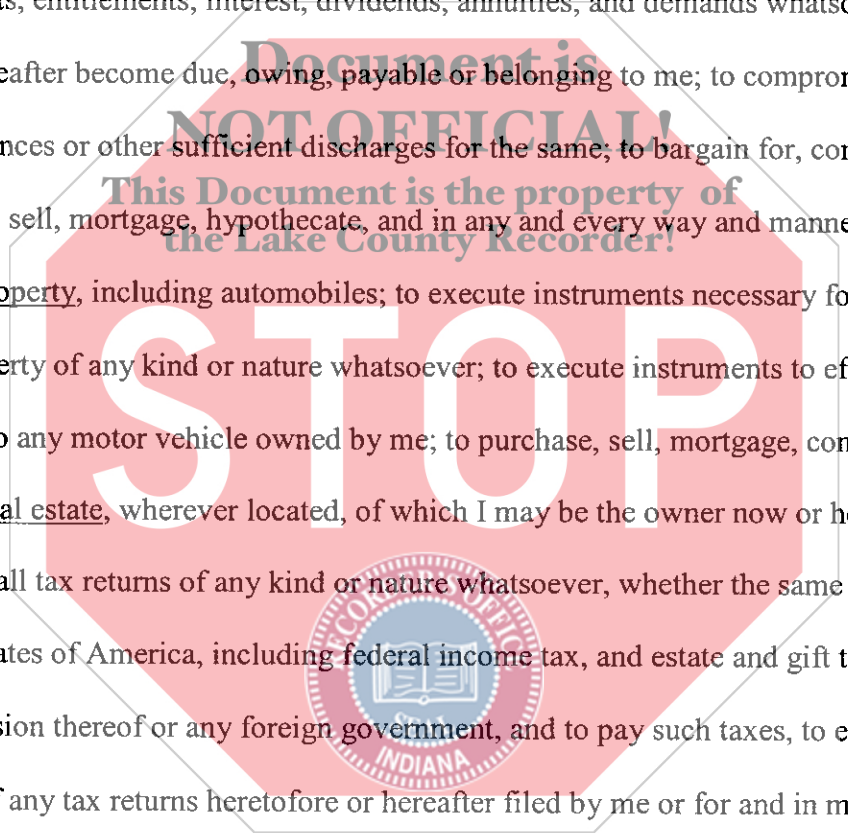 ts, entitlements, interest, dividends, annuities, and demands whatso
Document is
eafter become due, owing, payable or belonging to me; to compror
NOT OFFICIAL!
nces or other sufficient discharges for the same; to bargain for, con
This Document is the property of
sell, mortgage, hypothecate, and in any and every way and manne
the Lake County Recorder!
operty, including automobiles; to execute instruments necessary fo
STOP
erty of any kind or nature whatsoever; to execute instruments to ef
o any motor vehicle owned by me; to purchase, sell, mortgage, con
al estate, wherever located, of which I may be the owner now or he
all tax returns of any kind or nature whatsoever, whether the same
RECORDER'S OFFICE
ates of America, including federal income tax, and estate and gift t
SEAL
sion thereof or any foreign government, and to pay such taxes, to e
INDIANA
f any tax returns heretofore or hereafter filed by me or for and in m